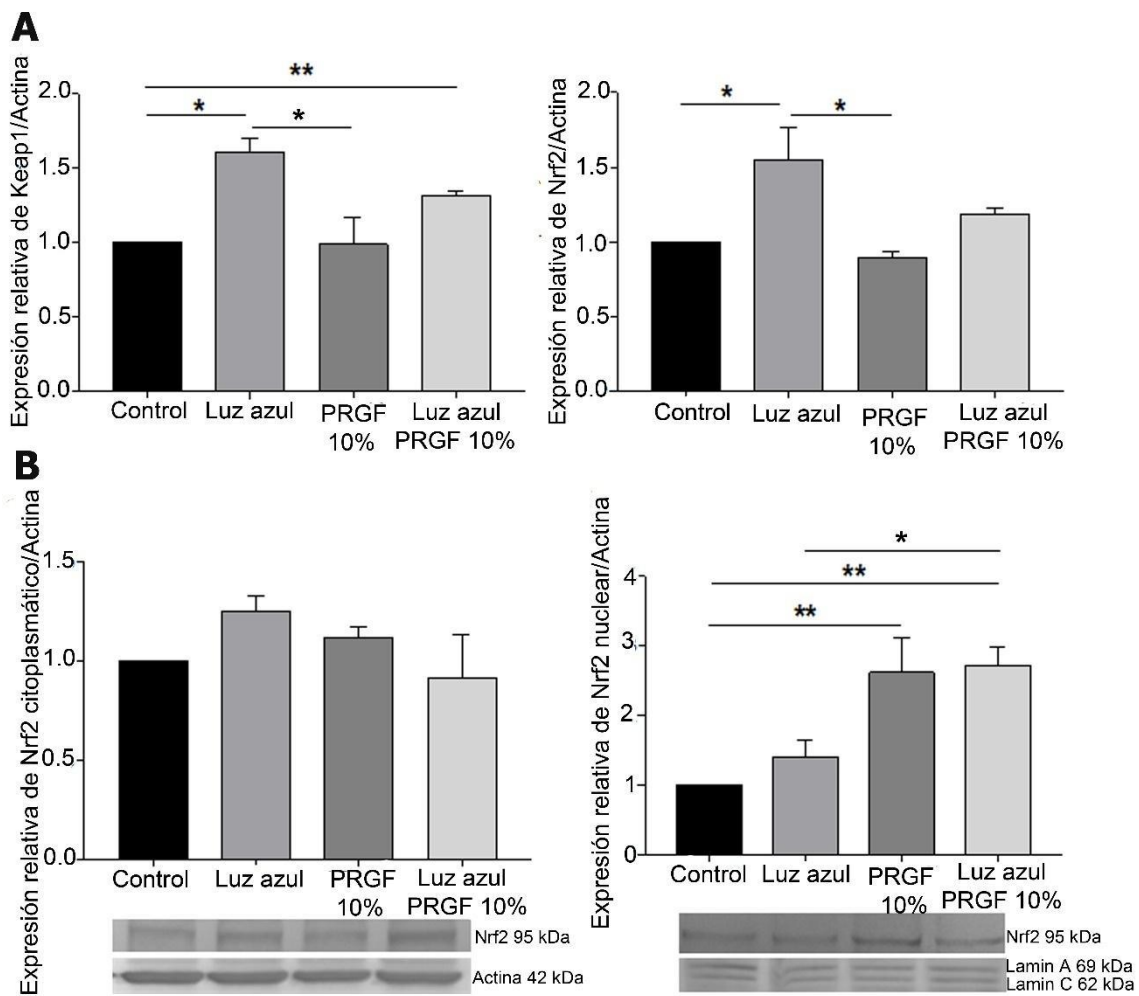 A
Expresión relativa de Keap1/Actina
2.0
1.5
1.0
0.5
0.0
**
*
*
Control
Luz azul
PRGF
10%
Luz azul
PRGF 10%
Expresión relativa de Nrf2/Actina
2.0
1.5
1.0
0.5
0.0
*
*
Control
Luz azul
PRGF
10%
Luz azul
PRGF 10%
B
Expresión relativa de Nrf2 citoplasmático/Actina
1.5
1.0
0.5
0.0
Control
Luz azul
PRGF
10%
Luz azul
PRGF 10%
Nrf2 95 kDa
Actina 42 kDa
Expresión relativa de Nrf2 nuclear/Actina
4
3
2
1
0
*
**
**
Control
Luz azul
PRGF
10%
Luz azul
PRGF 10%
Nrf2 95 kDa
Lamin A 69 kDa
Lamin C 62 kDa